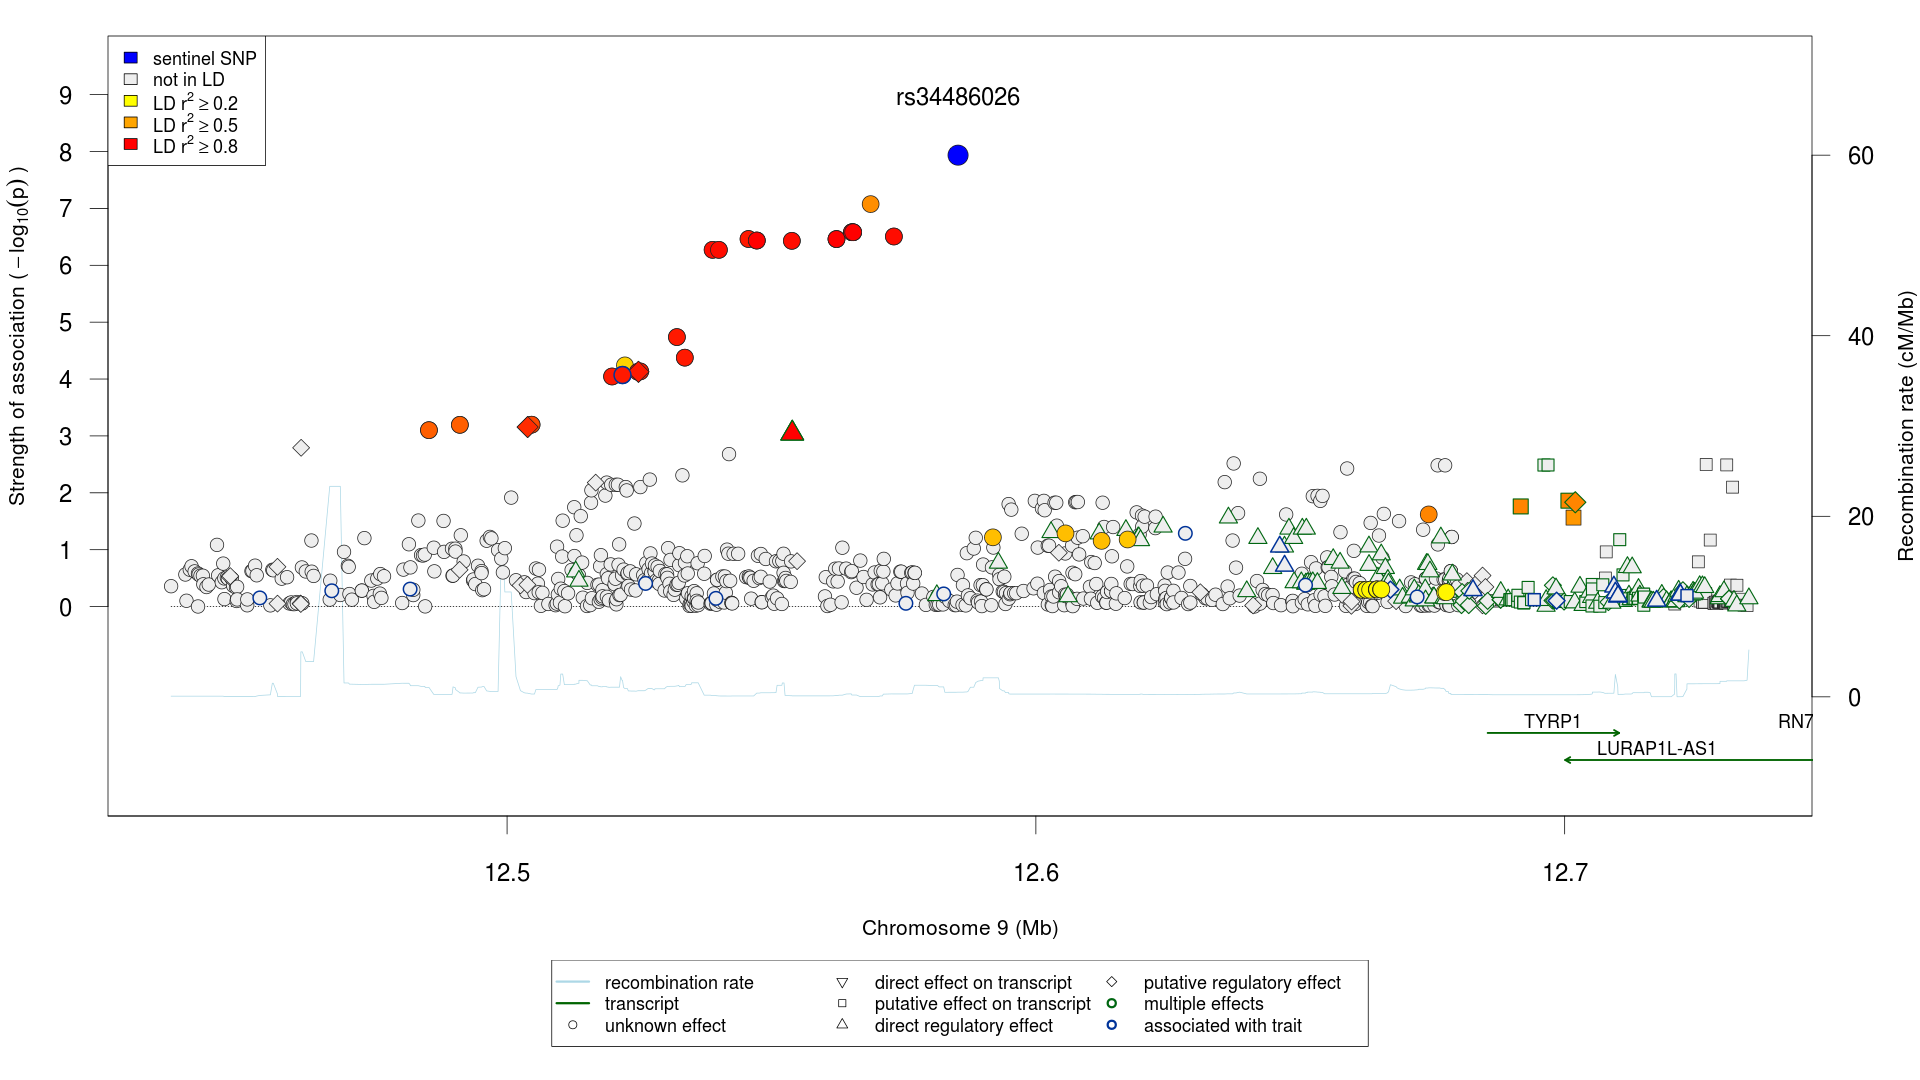 sentinel SNP
not in LD
LD r² ≥ 0.2
LD r² ≥ 0.5
LD r² ≥ 0.8
rs34486026
9
8
7
6
5
4
3
2
1
0
Strength of association (−log₁₀(p))
60
40
20
0
Recombination rate (cM/Mb)
TYRP1
RN7
LURAP1L-AS1
12.5
12.6
12.7
Chromosome 9 (Mb)
recombination rate
transcript
unknown effect
direct effect on transcript
putative effect on transcript
direct regulatory effect
putative regulatory effect
multiple effects
associated with trait